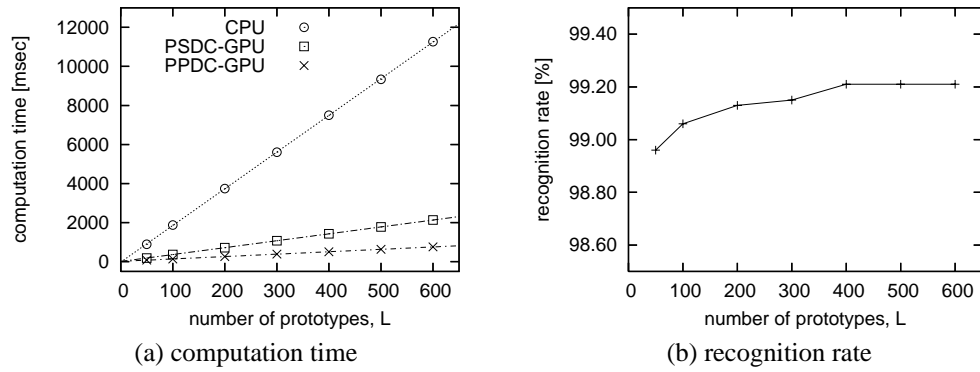 12000
10000
8000
6000
4000
2000
0
computation time [msec]
CPU
PSDC-GPU
PPDC-GPU
0 100 200 300 400 500 600
number of prototypes, L
(a) computation time
99.40
99.20
99.00
98.80
98.60
recognition rate [%]
0 100 200 300 400 500 600
number of prototypes, L
(b) recognition rate